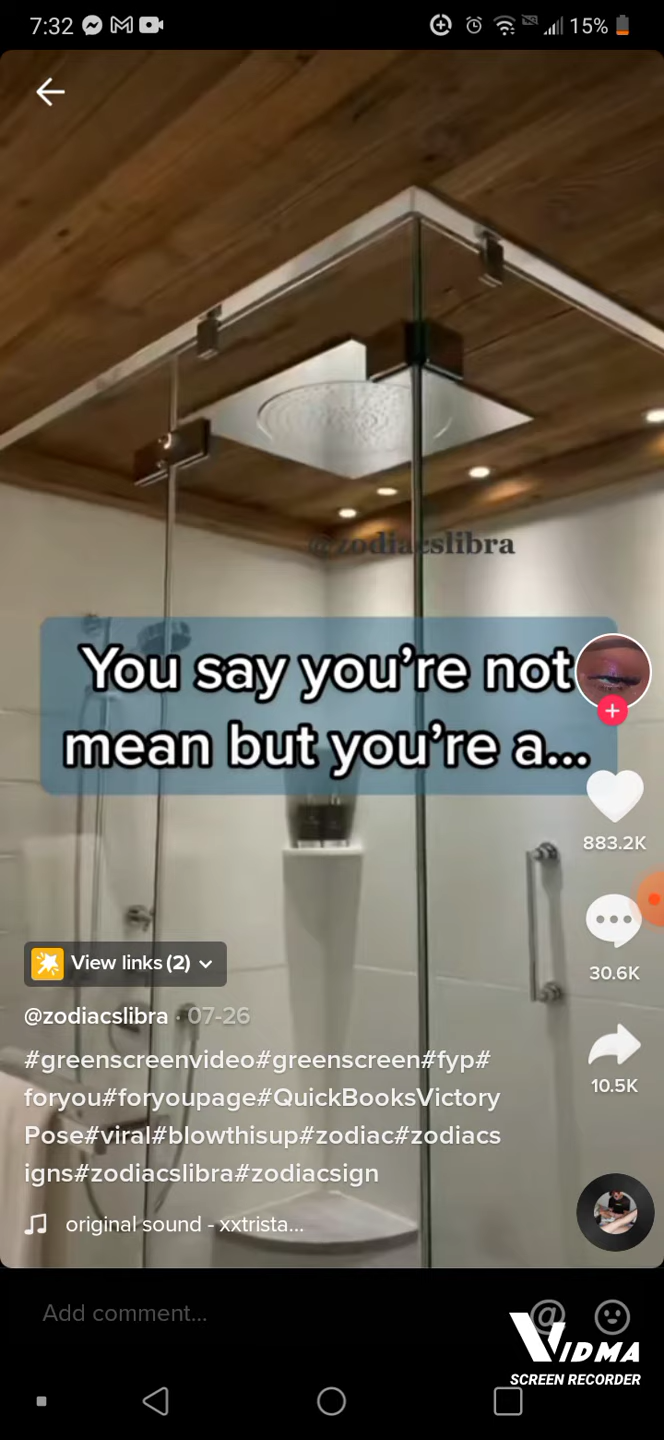 7:32
15%
@zodiacslibra
You say you're not
mean but you're a...
883.2K
30.6K
View links (2)
@zodiacslibra · 07-26
#greenscreenvideo#greenscreen#fyp#
foryou#foryoupage#QuickBooksVictory
Pose#viral#blowthisup#zodiac#zodiacs
igns#zodiacslibra#zodiacsign
10.5K
original sound - xxtrista...
Add comment...
VIDMA
SCREEN RECORDER